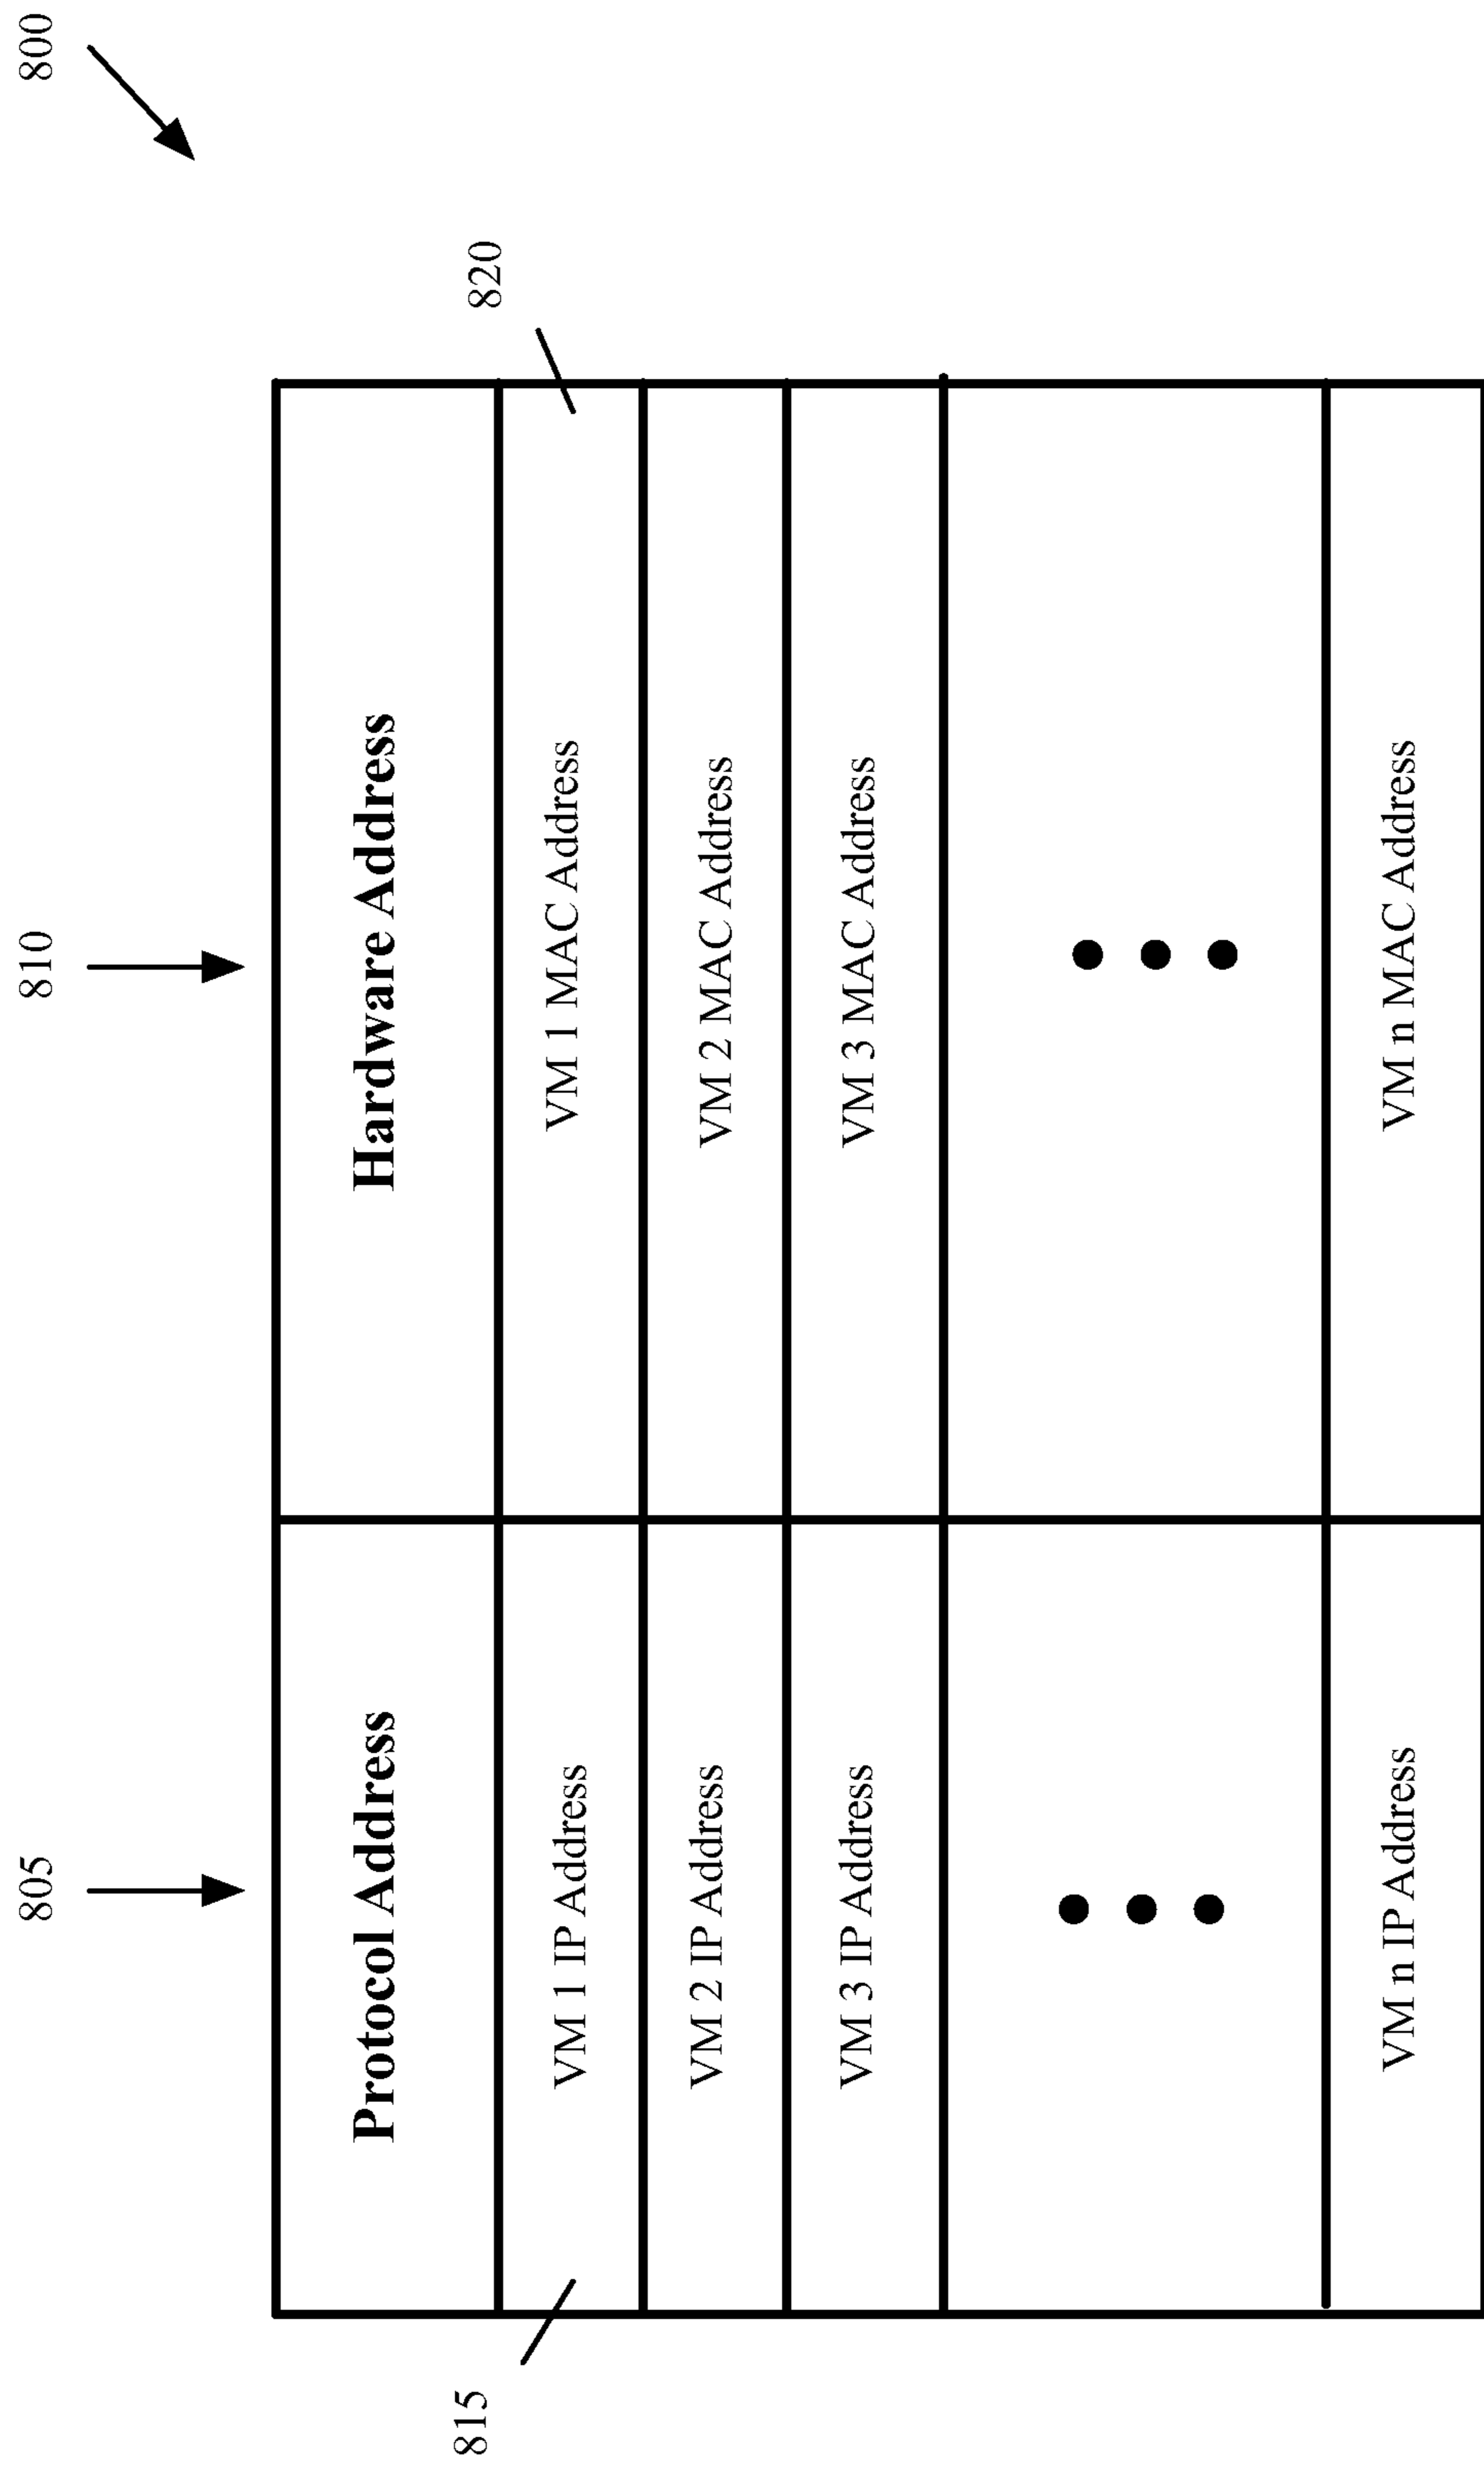 800
805
810
Protocol Address
Hardware Address
815
820
VM 1 IP Address
VM 1 MAC Address
VM 2 IP Address
VM 2 MAC Address
VM 3 IP Address
VM 3 MAC Address
VM n IP Address
VM n MAC Address